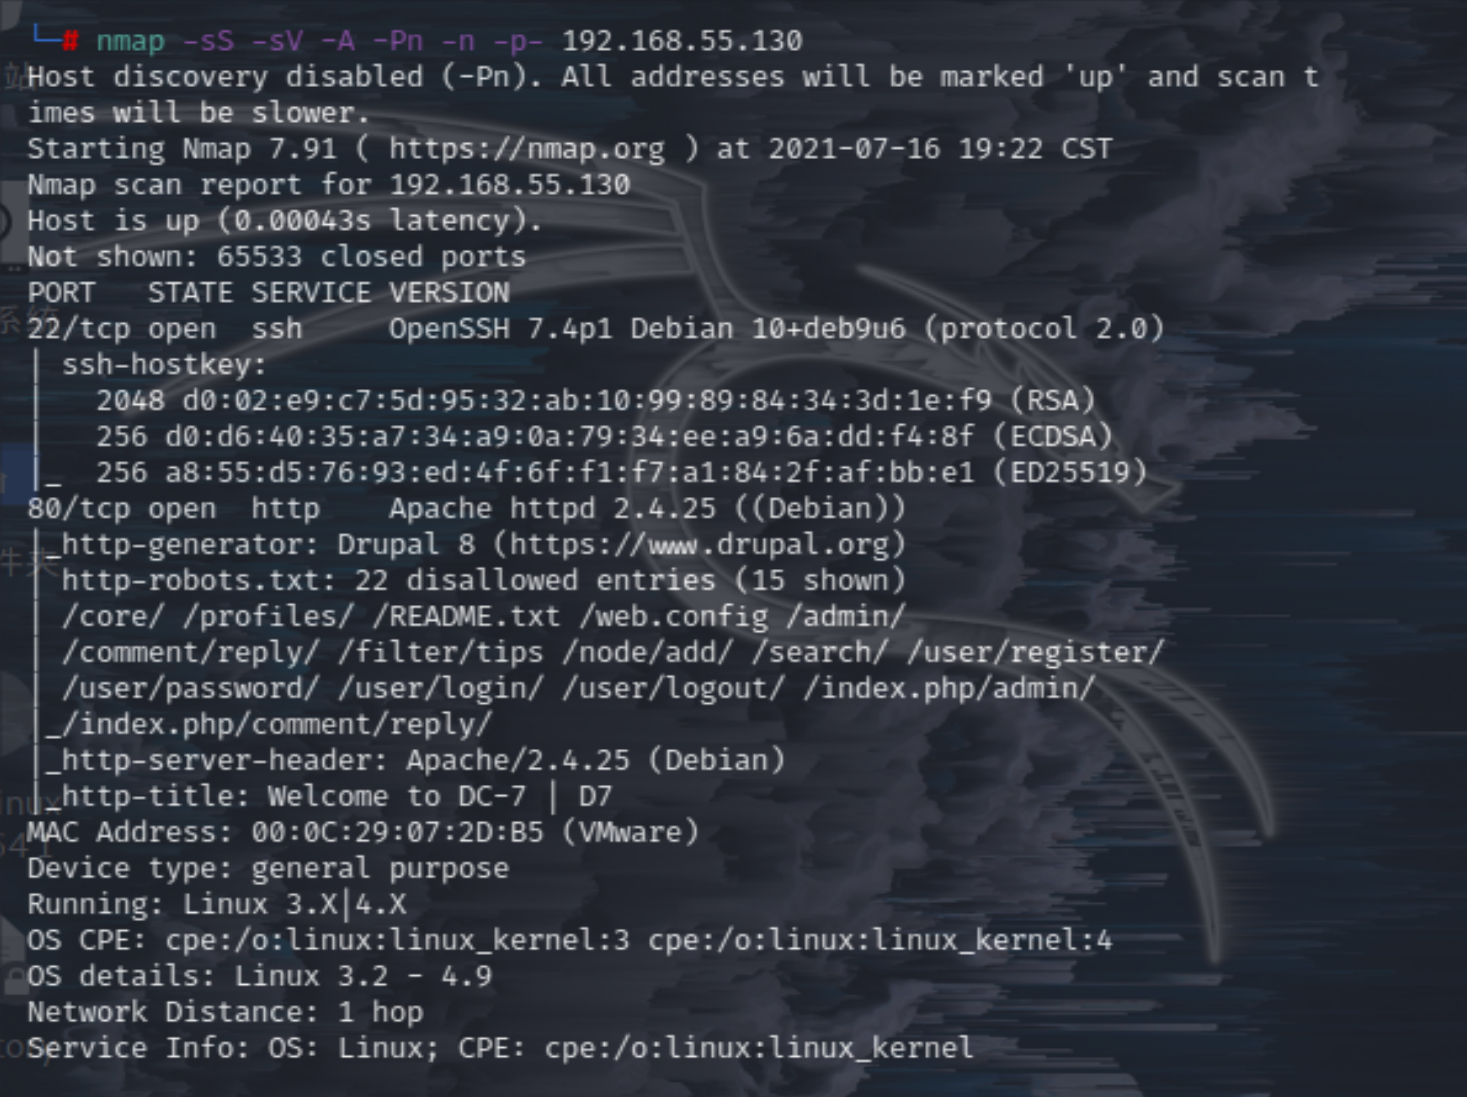 └─# nmap -sS -sV -A -Pn -n -p- 192.168.55.130
Host discovery disabled (-Pn). All addresses will be marked 'up' and scan t
imes will be slower.
Starting Nmap 7.91 ( https://nmap.org ) at 2021-07-16 19:22 CST
Nmap scan report for 192.168.55.130
Host is up (0.00043s latency).
Not shown: 65533 closed ports
PORT   STATE SERVICE VERSION
22/tcp open  ssh     OpenSSH 7.4p1 Debian 10+deb9u6 (protocol 2.0)
| ssh-hostkey:
|   2048 d0:02:e9:c7:5d:95:32:ab:10:99:89:84:34:3d:1e:f9 (RSA)
|   256 d0:d6:40:35:a7:34:a9:0a:79:34:ee:a9:6a:dd:f4:8f (ECDSA)
|_  256 a8:55:d5:76:93:ed:4f:6f:f1:f7:a1:84:2f:af:bb:e1 (ED25519)
80/tcp open  http    Apache httpd 2.4.25 ((Debian))
|_http-generator: Drupal 8 (https://www.drupal.org)
| http-robots.txt: 22 disallowed entries (15 shown)
| /core/ /profiles/ /README.txt /web.config /admin/
| /comment/reply/ /filter/tips /node/add/ /search/ /user/register/
| /user/password/ /user/login/ /user/logout/ /index.php/admin/
|_/index.php/comment/reply/
|_http-server-header: Apache/2.4.25 (Debian)
|_http-title: Welcome to DC-7 | D7
MAC Address: 00:0C:29:07:2D:B5 (VMware)
Device type: general purpose
Running: Linux 3.X|4.X
OS CPE: cpe:/o:linux:linux_kernel:3 cpe:/o:linux:linux_kernel:4
OS details: Linux 3.2 - 4.9
Network Distance: 1 hop
Service Info: OS: Linux; CPE: cpe:/o:linux:linux_kernel